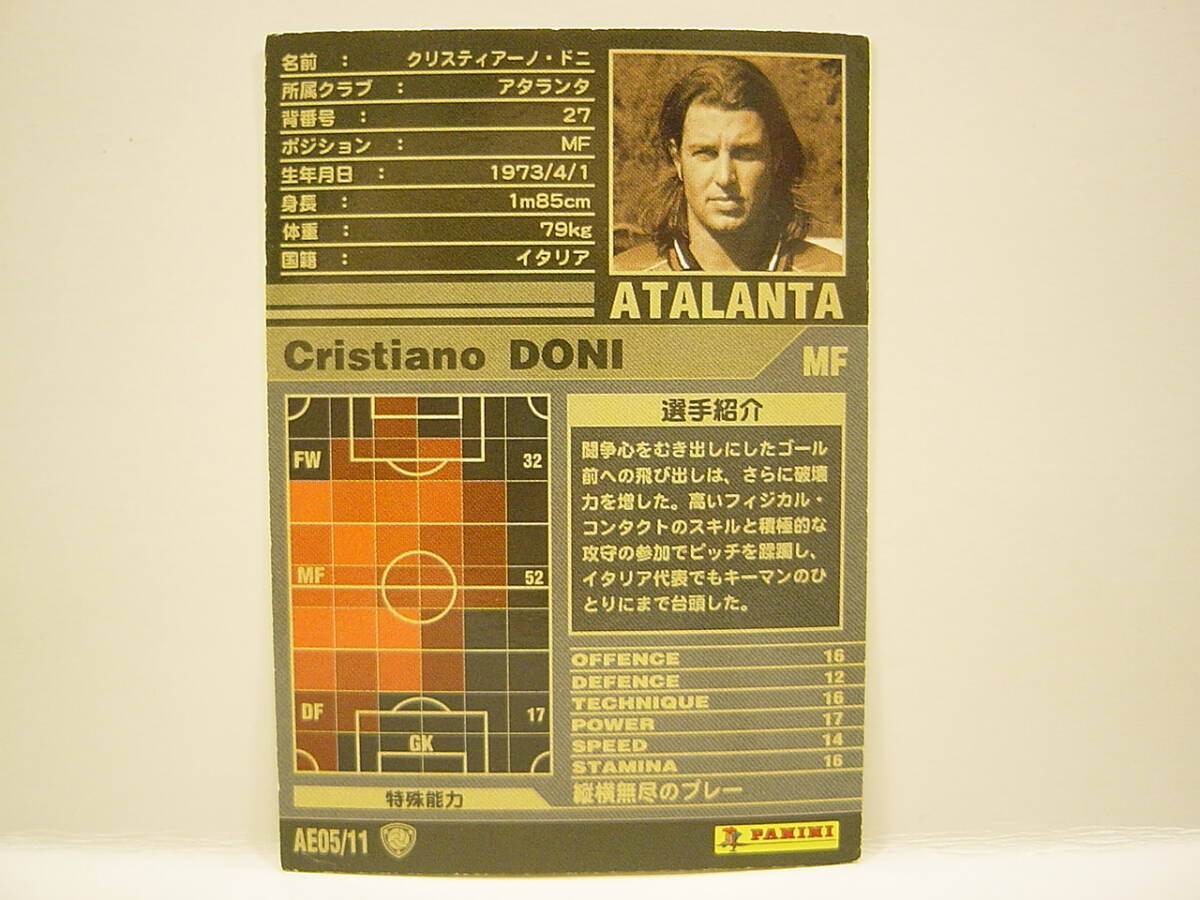 名前 : クリスティアーノ・ドニ
所属クラブ : アタランタ
背番号 : 27
ポジション : MF
生年月日 : 1973/4/1
身長 : 1m85cm
体重 : 79kg
国籍 : イタリア
ATALANTA
Cristiano DONI
MF
FW 32
MF 52
DF 17
GK
選手紹介
闘争心をむき出しにしたゴール
前への飛び出しは、さらに破壊
力を増した。高いフィジカル・
コンタクトのスキルと積極的な
攻守の参加でピッチを蹂躙し、
イタリア代表でもキーマンのひ
とりにまで台頭した。
OFFENCE 16
DEFENCE 12
TECHNIQUE 16
POWER 17
SPEED 14
STAMINA 16
特殊能力
縦横無尽のプレー
AE05/11
PANINI